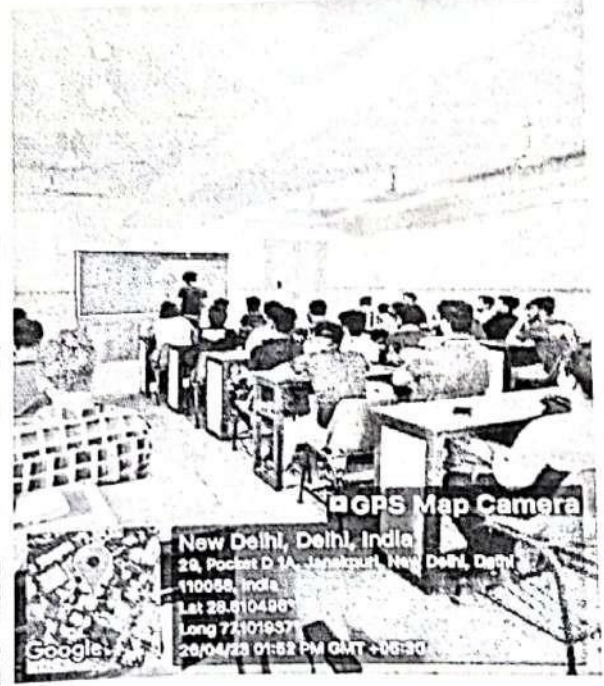 GPS Map Camera
New Delhi, Delhi, India
29, Pocket D 1A, Janakpuri, New Delhi, Delhi
110058, India
Lat 28.610496°
Long 77.101937°
26/04/23 01:52 PM GMT +05:30
Google